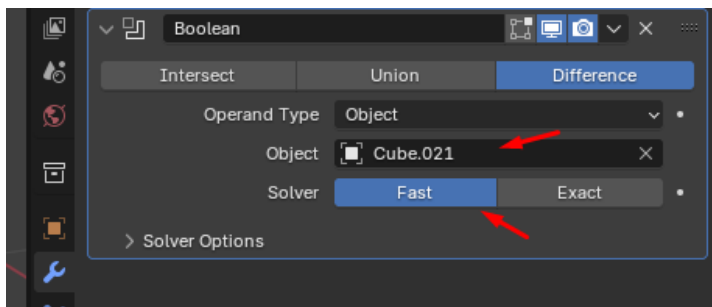 Boolean
Intersect Union Difference
Operand Type Object
Object Cube.021
Solver Fast Exact
Solver Options